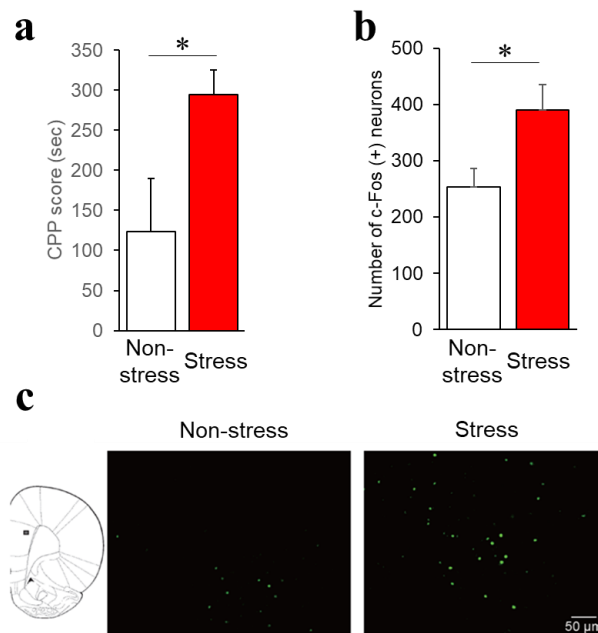 a
*
CPP score (sec)
350
300
250
200
150
100
50
0
Non-
stress
Stress
b
*
Number of c-Fos (+) neurons
500
400
300
200
100
0
Non-
stress
Stress
c
Non-stress
Stress
50 μm